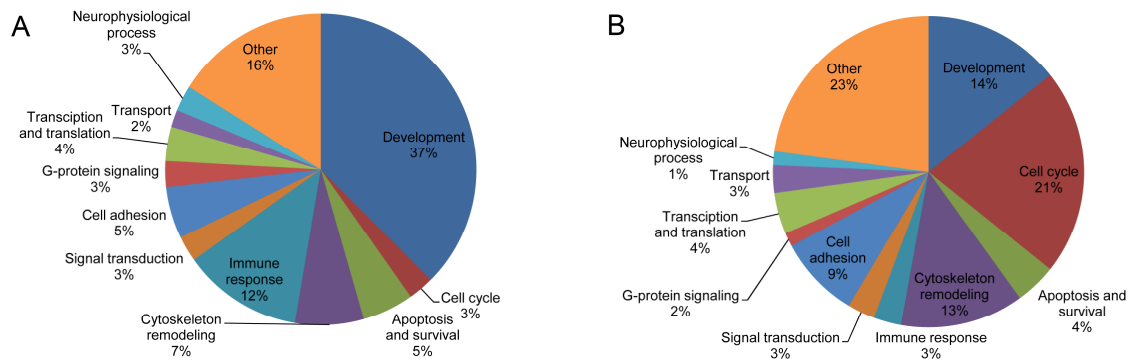 A
Neurophysiological
process
3%
Other
16%
Transport
2%
Transciption
and translation
4%
Development
37%
G-protein signaling
3%
Cell adhesion
5%
Signal transduction
3%
Immune
response
12%
Cytoskeleton
remodeling
7%
Apoptosis
and survival
5%
Cell cycle
3%
B
Other
23%
Development
14%
Neurophysiological
process
1%
Transport
3%
Cell cycle
21%
Transciption
and translation
4%
Cell
adhesion
9%
G-protein signaling
2%
Cytoskeleton
remodeling
13%
Apoptosis and
survival
4%
Signal transduction
3%
Immune response
3%